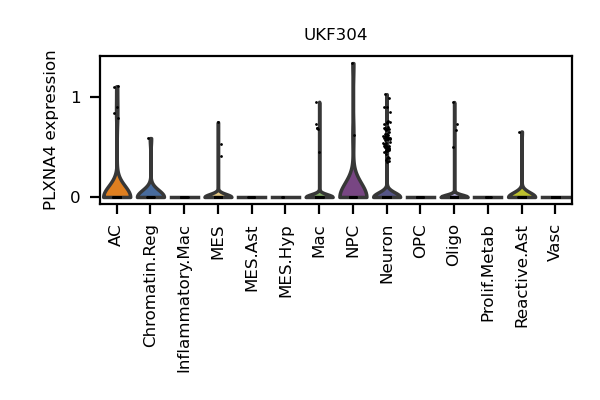 UKF304
PLXNA4 expression
1
0
AC
Chromatin.Reg
Inflammatory.Mac
MES
MES.Ast
MES.Hyp
Mac
NPC
Neuron
OPC
Oligo
Prolif.Metab
Reactive.Ast
Vasc